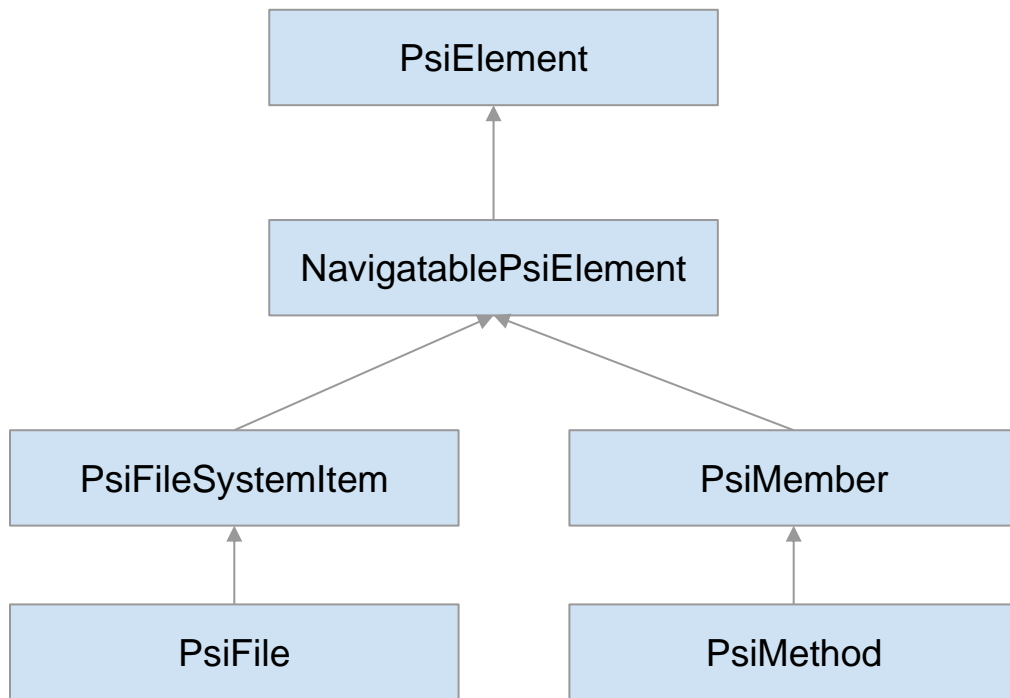 PsiElement
NavigatablePsiElement
PsiFileSystemItem
PsiMember
PsiFile
PsiMethod